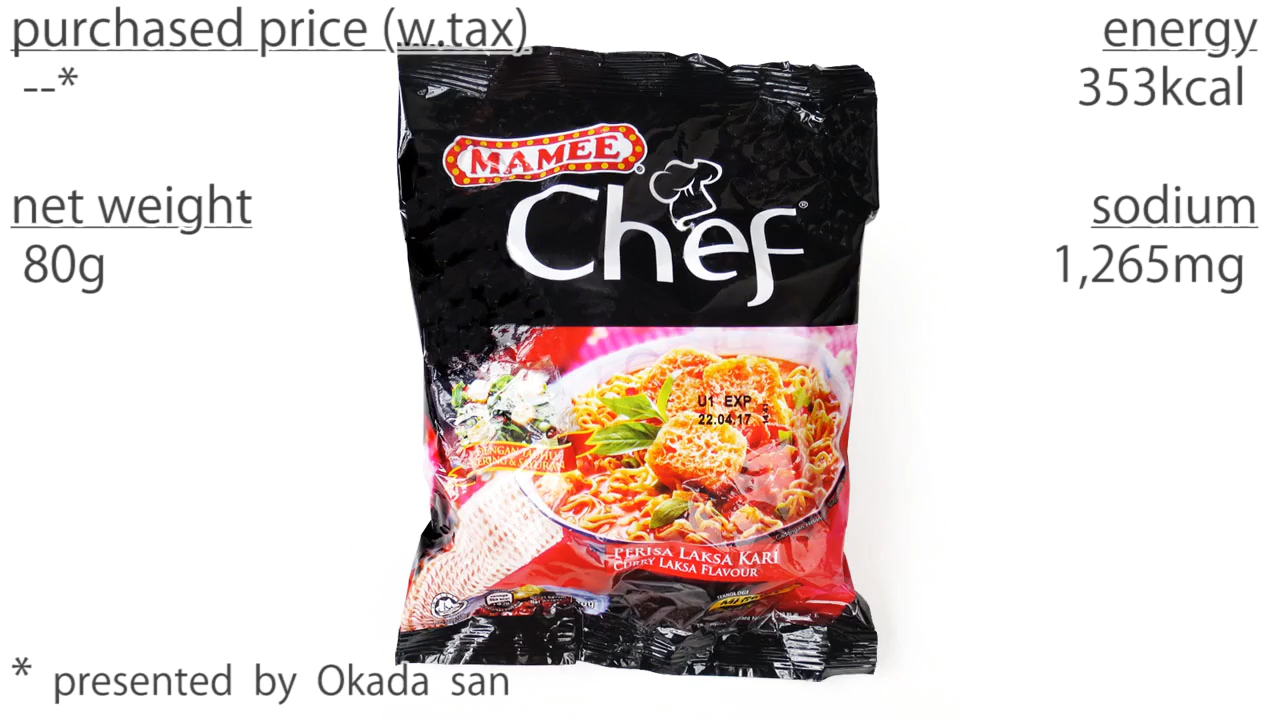 purchased price (w.tax)
--*
energy
353kcal
net weight
80g
sodium
1,265mg
MAMEE
Chef
U1 EXP
22.04.17
PERISA LAKSA KARI
CURRY LAKSA FLAVOUR
TEKNOLOGI
* presented by Okada san